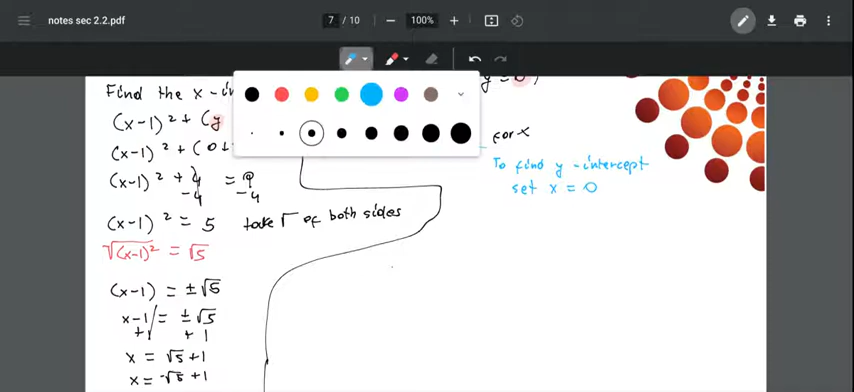 notes sec 2.2.pdf
7 / 10
100%
Find the x-in
y = 0)
(x-1)² + (y
for x
(x-1)² + (0+
To find y-intercept
set x = 0
(x-1)² + 4 = 9
-4 -4
(x-1)² = 5 take √ of both sides
√(x-1)² = √5
(x-1) = ±√5
x-1 = ±√5
+1 +1
x = √5+1
x = -√5+1